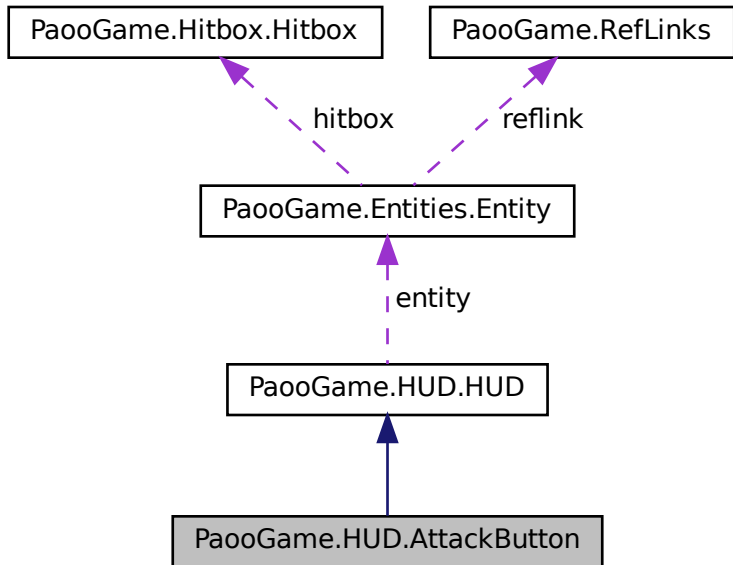 PaooGame.Hitbox.Hitbox
PaooGame.RefLinks
hitbox
reflink
PaooGame.Entities.Entity
entity
PaooGame.HUD.HUD
PaooGame.HUD.AttackButton